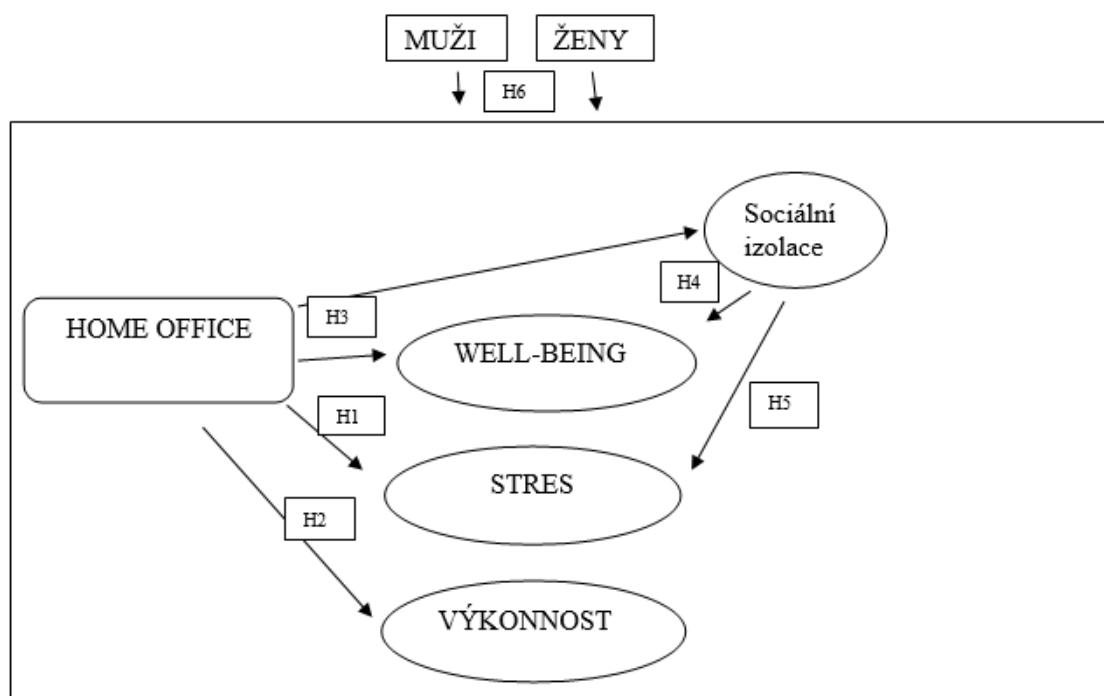 MUŽI
ŽENY
H6
Sociální
izolace
H4
H3
HOME OFFICE
WELL-BEING
H1
H5
STRES
H2
VÝKONNOST